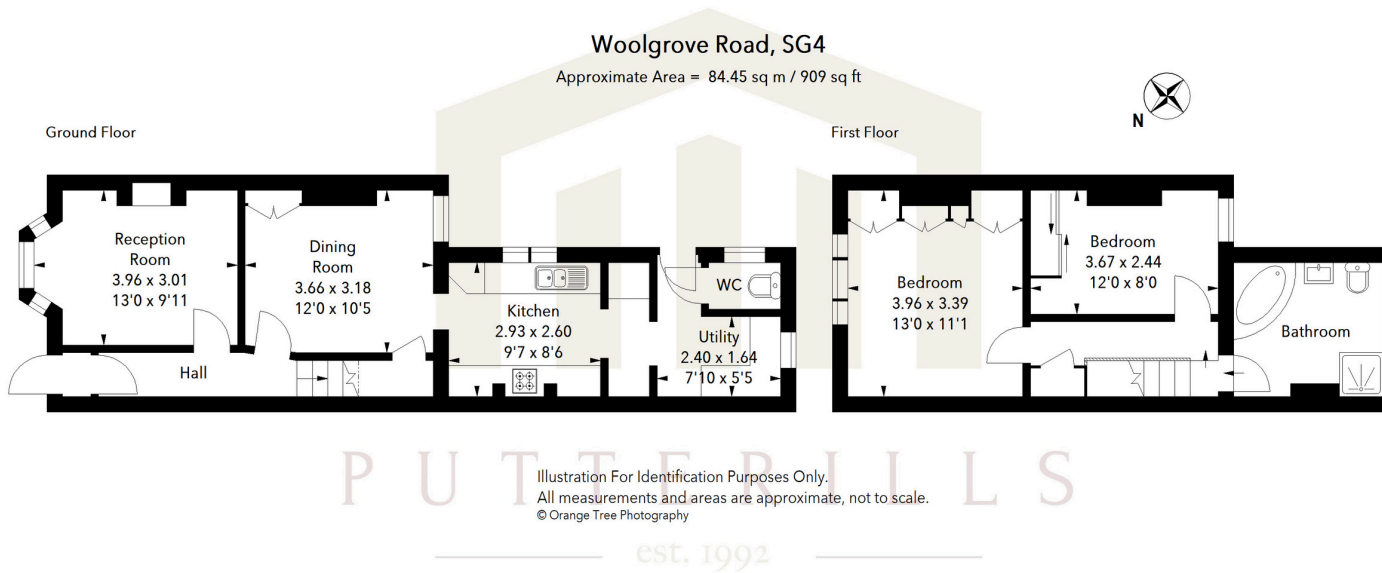 Woolgrove Road, SG4
Approximate Area = 84.45 sq m / 909 sq ft
N
Ground Floor
Reception
Room
3.96 x 3.01
13'0 x 9'11
Dining
Room
3.66 x 3.18
12'0 x 10'5
Hall
Kitchen
2.93 x 2.60
9'7 x 8'6
WC
Utility
2.40 x 1.64
7'10 x 5'5
First Floor
Bedroom
3.96 x 3.39
13'0 x 11'1
Bedroom
3.67 x 2.44
12'0 x 8'0
Bathroom
PUTTERILLS
Illustration For Identification Purposes Only.
All measurements and areas are approximate, not to scale.
© Orange Tree Photography
est. 1992